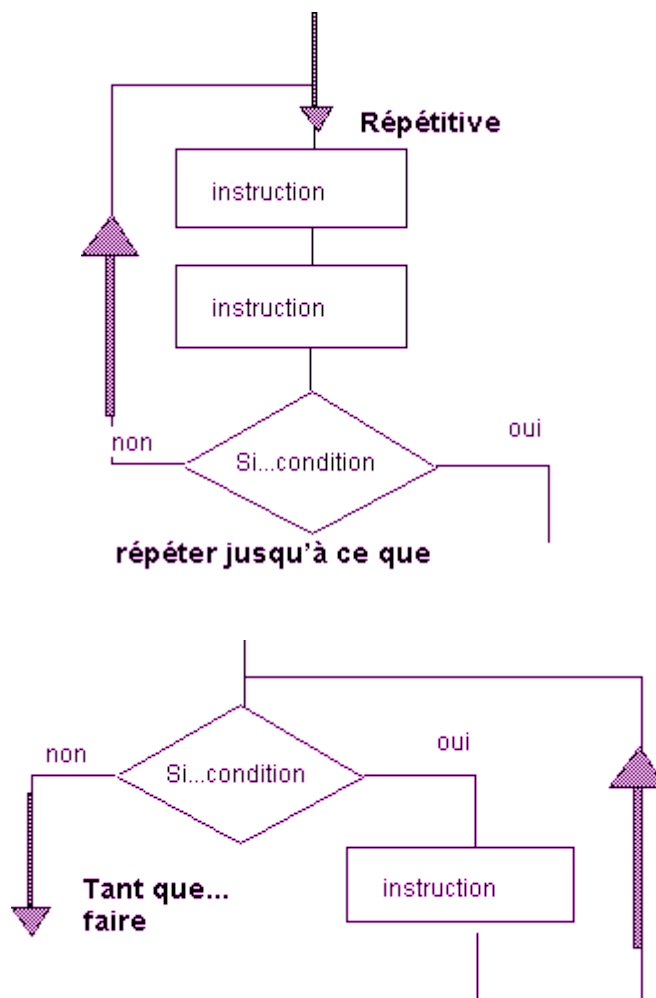 Répétitive
instruction
instruction
non
oui
Si...condition
répéter jusqu'à ce que
non
oui
Si...condition
instruction
Tant que...
faire